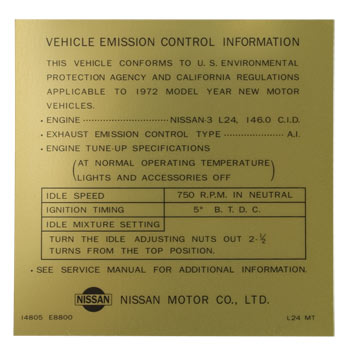 VEHICLE EMISSION CONTROL INFORMATION
THIS VEHICLE CONFORMS TO U.S. ENVIRONMENTAL
PROTECTION AGENCY AND CALIFORNIA REGULATIONS
APPLICABLE TO 1972 MODEL YEAR NEW MOTOR
VEHICLES.
• ENGINE ........................ NISSAN-3 L24, 146.0 C.I.D.
• EXHAUST EMISSION CONTROL TYPE ............... A.I.
• ENGINE TUNE-UP SPECIFICATIONS
(AT NORMAL OPERATING TEMPERATURE
LIGHTS AND ACCESSORIES OFF)
IDLE SPEED 750 R.P.M. IN NEUTRAL
IGNITION TIMING 5° B. T. D. C.
IDLE MIXTURE SETTING
TURN THE IDLE ADJUSTING NUTS OUT 2-½
TURNS FROM THE TOP POSITION.
• SEE SERVICE MANUAL FOR ADDITIONAL INFORMATION.
NISSAN NISSAN MOTOR CO., LTD.
14805 E8800 L24 MT